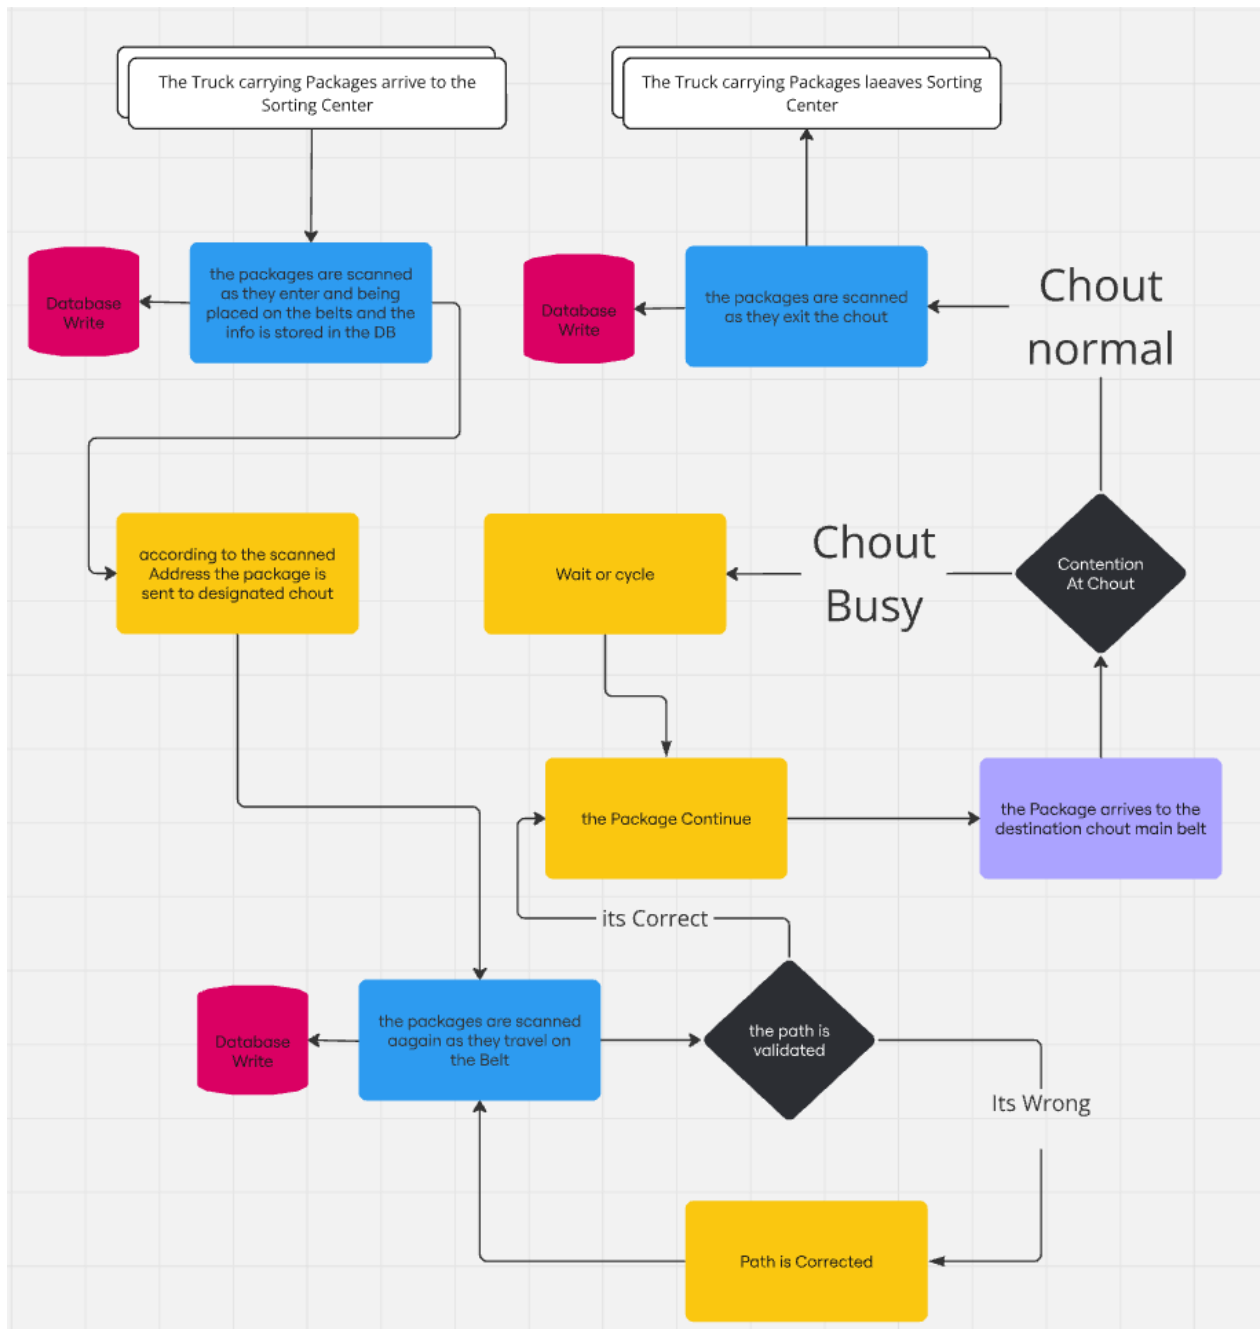 The Truck carrying Packages arrive to the
Sorting Center
The Truck carrying Packages laeaves Sorting
Center
Database
Write
the packages are scanned
as they enter and being
placed on the belts and the
info is stored in the DB
Database
Write
the packages are scanned
as they exit the chout
Chout
normal
according to the scanned
Address the package is
sent to designated chout
Wait or cycle
Chout
Busy
Contention
At Chout
the Package Continue
the Package arrives to the
destination chout main belt
its Correct
Database
Write
the packages are scanned
aagain as they travel on
the Belt
the path is
validated
Its Wrong
Path is Corrected